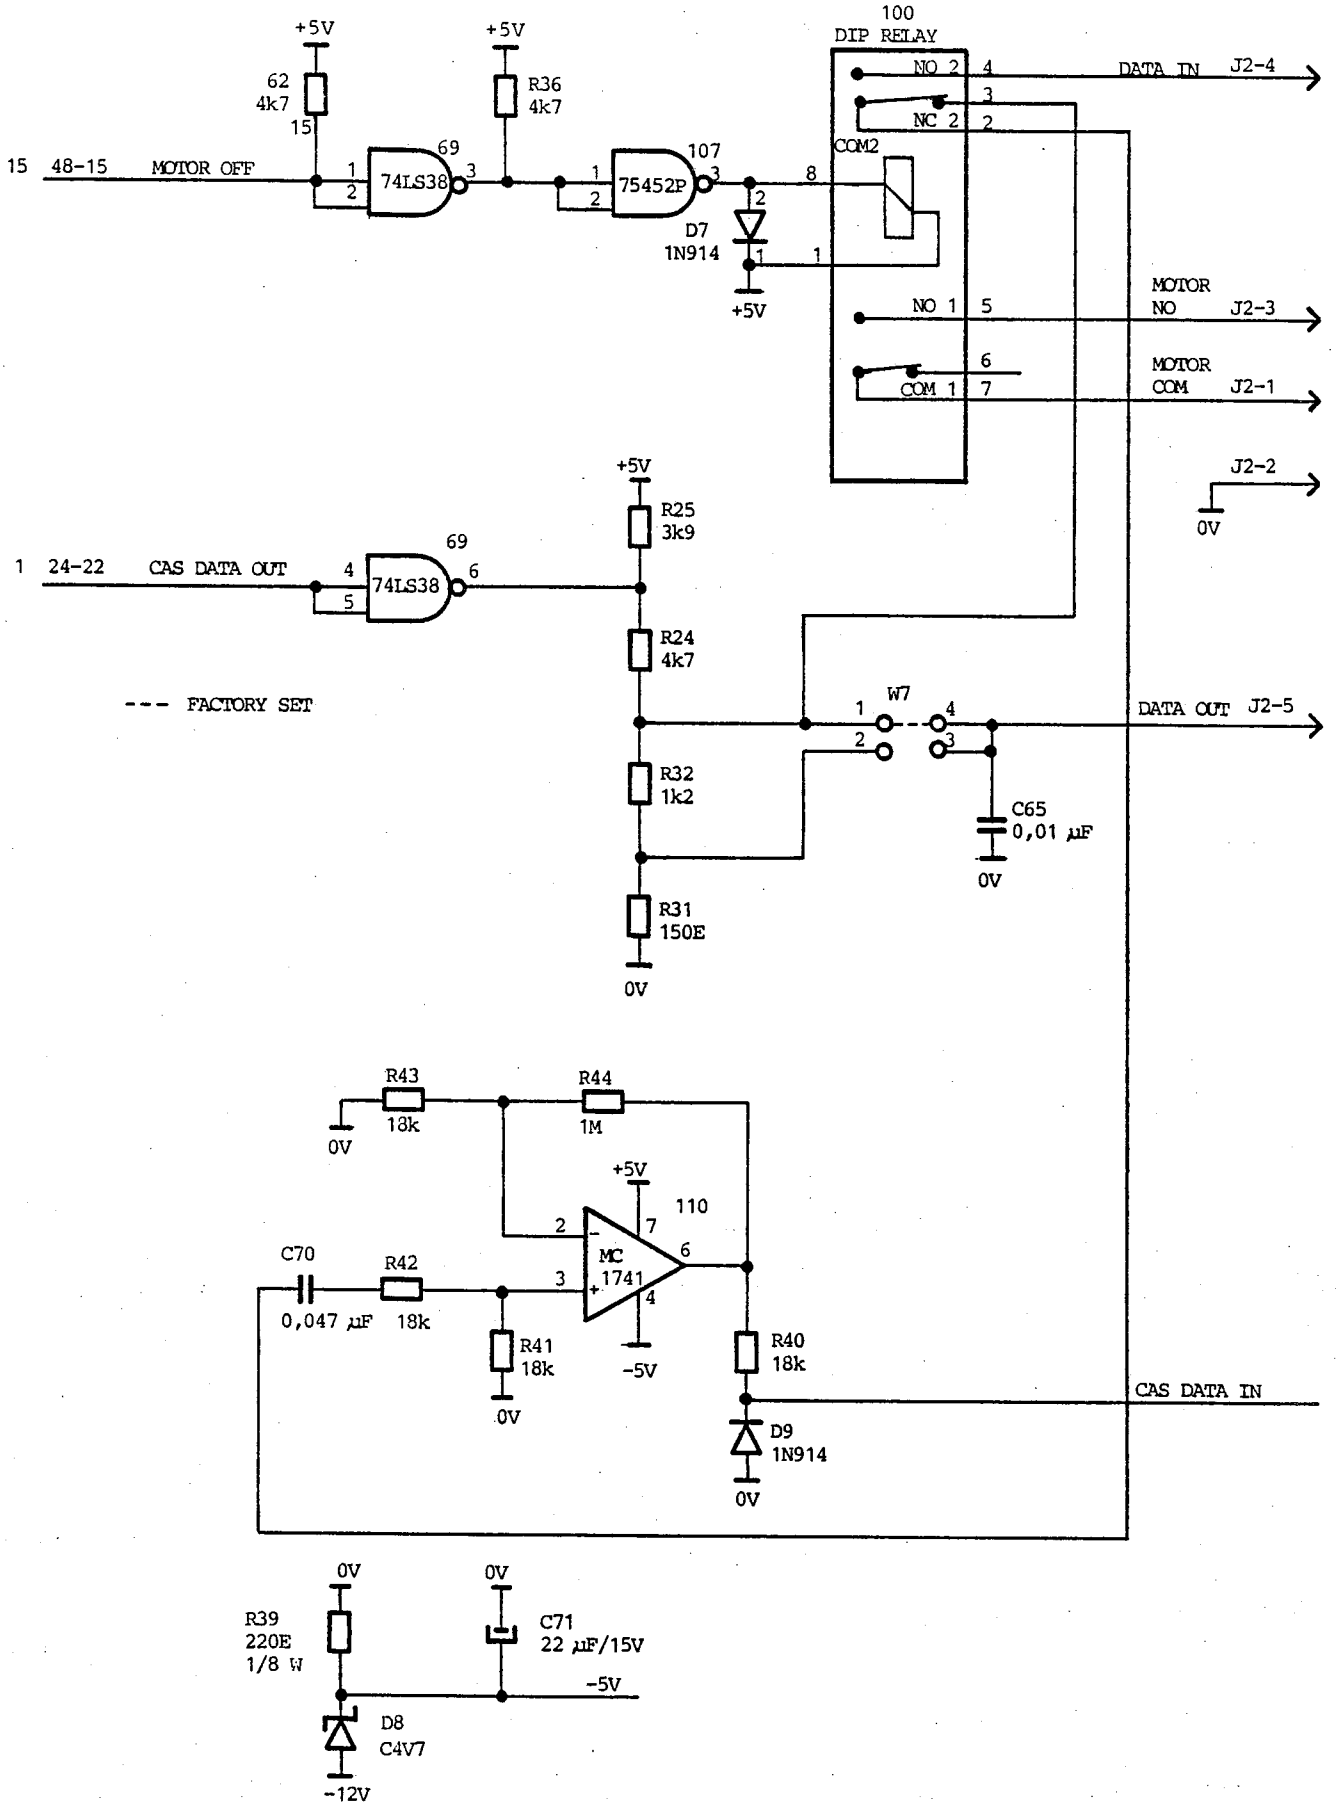 100
DIP RELAY
+5V
+5V
62
4k7
15
R36
4k7
NO 2 4
DATA IN J2-4
3
NC 2 2
COM2
15 48-15 MOTOR OFF
1
2
69
74LS38
3
1
2
107
75452P
3
8
2
D7
1N914
1
1
+5V
NO 1 5
MOTOR
NO J2-3
6
COM 1 7
MOTOR
COM J2-1
J2-2
0V
+5V
R25
3k9
1 24-22 CAS DATA OUT
4
5
69
74LS38
6
R24
4k7
--- FACTORY SET
W7
1
4
2
3
DATA OUT J2-5
R32
1k2
C65
0,01 µF
0V
R31
150E
0V
R43
18k
0V
R44
1M
+5V
110
2
-
7
MC
1741
6
3
+
4
-5V
C70
0,047 µF
R42
18k
R41
18k
0V
R40
18k
CAS DATA IN
D9
1N914
0V
0V
0V
R39
220E
1/8 W
C71
22 µF/15V
-5V
D8
C4V7
-12V